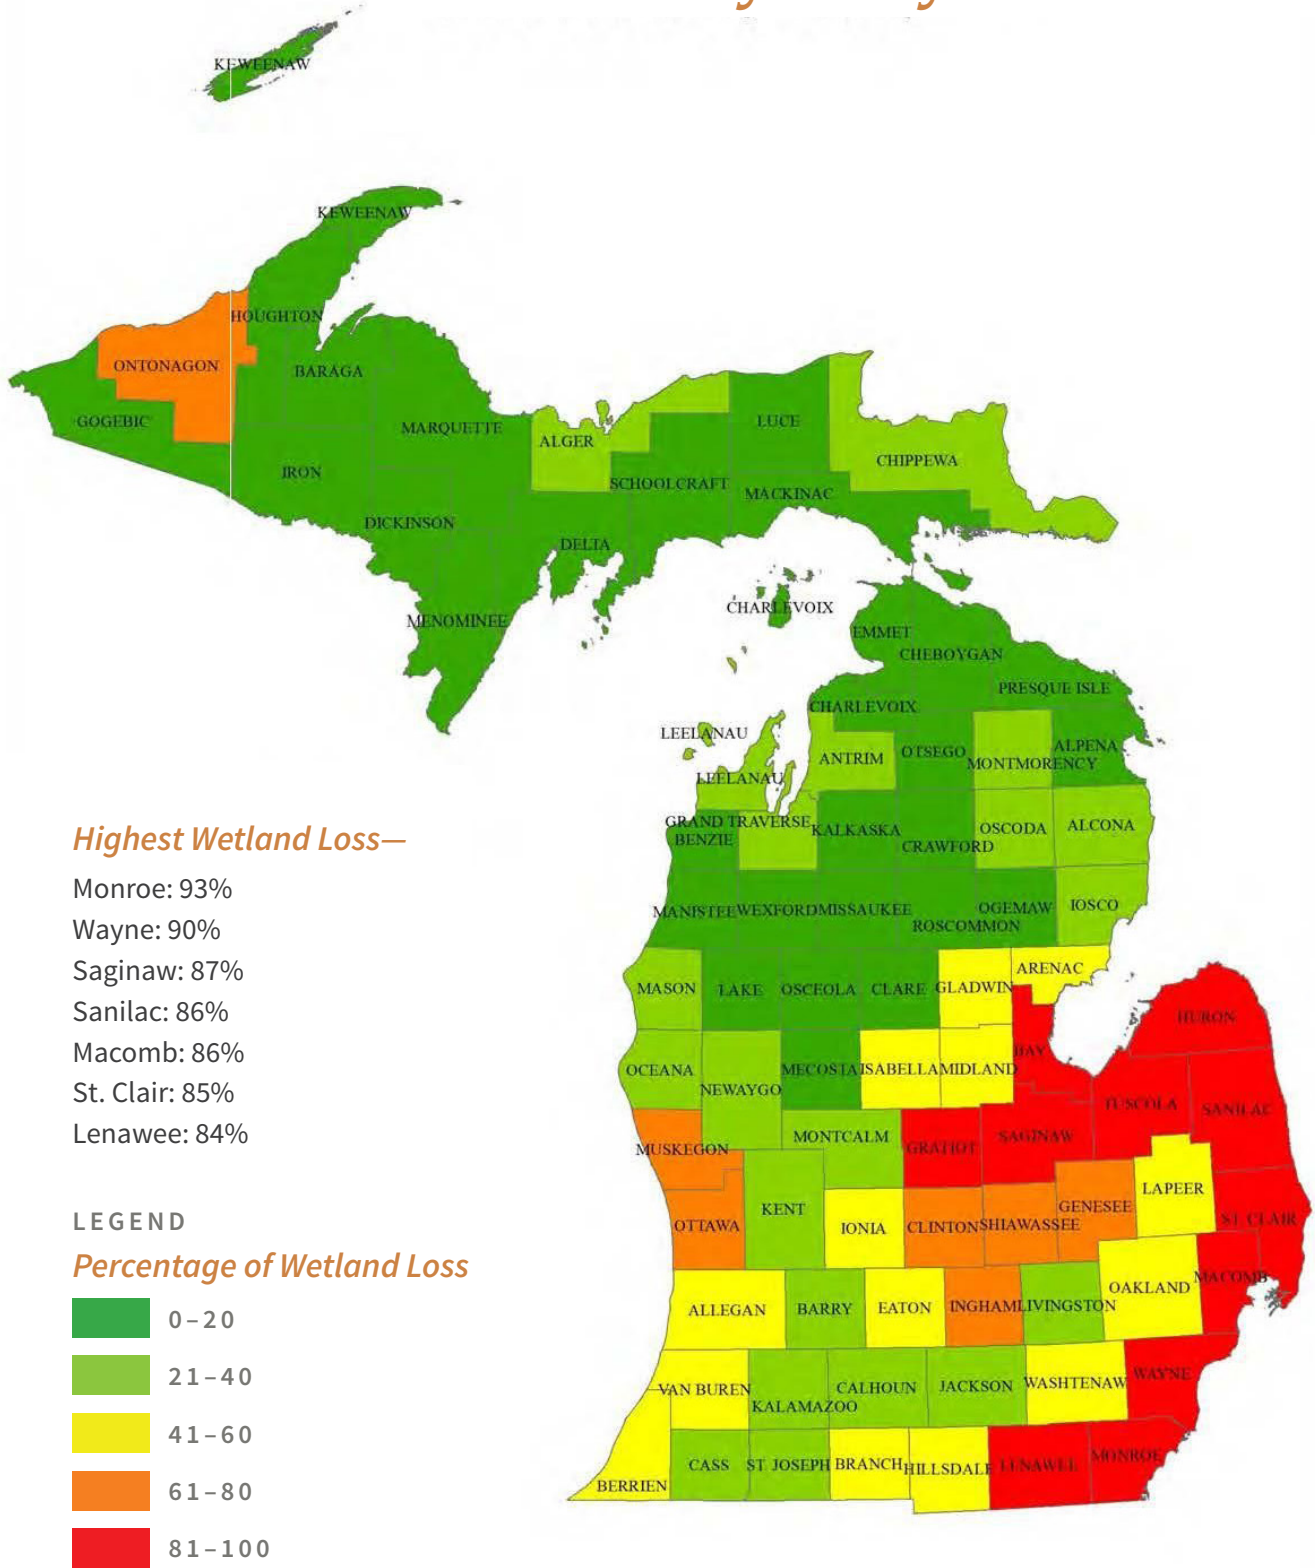 KEWEENAW
KEWEENAW
HOUGHTON
ONTONAGON
BARAGA
GOGEBIC
MARQUETTE
ALGER
LUCE
CHIPPEWA
IRON
SCHOOLCRAFT
MACKINAC
DICKINSON
DELTA
CHARLEVOIX
MENOMINEE
EMMET
CHEBOYGAN
PRESQUE ISLE
CHARLEVOIX
LEELANAU
OTSEGO
ALPENA
ANTRIM
MONTMORENCY
LEELANAU
GRAND TRAVERSE
KALKASKA
OSCODA
ALCONA
BENZIE
CRAWFORD
MANISTEE
WEXFORD
MISSAUKEE
OGEMAW
IOSCO
ROSCOMMON
ARENAC
MASON
LAKE
OSCEOLA
CLARE
GLADWIN
HURON
BAY
OCEANA
MECOSTA
ISABELLA
MIDLAND
NEWAYGO
TUSCOLA
SANILAC
MONTCALM
SAGINAW
MUSKEGON
GRATIOT
LAPEER
KENT
GENESEE
OTTAWA
IONIA
CLINTON
SHIAWASSEE
ST. CLAIR
MACOMB
OAKLAND
ALLEGAN
BARRY
EATON
INGHAM
LIVINGSTON
WAYNE
VAN BUREN
CALHOUN
JACKSON
WASHTENAW
KALAMAZOO
MONROE
CASS
ST. JOSEPH
BRANCH
HILLSDALE
LENAWEE
BERRIEN
Highest Wetland Loss—
Monroe: 93%
Wayne: 90%
Saginaw: 87%
Sanilac: 86%
Macomb: 86%
St. Clair: 85%
Lenawee: 84%
LEGEND
Percentage of Wetland Loss
0–20
21–40
41–60
61–80
81–100